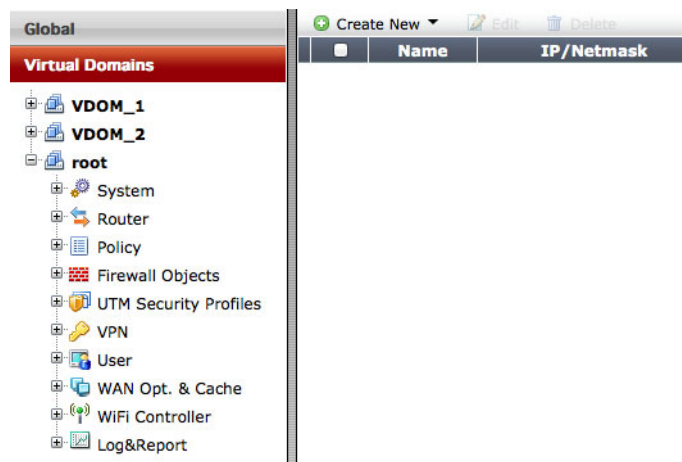 Global
Virtual Domains
VDOM_1
VDOM_2
root
System
Router
Policy
Firewall Objects
UTM Security Profiles
VPN
User
WAN Opt. & Cache
WiFi Controller
Log&Report
Create New Edit Delete
Name IP/Netmask